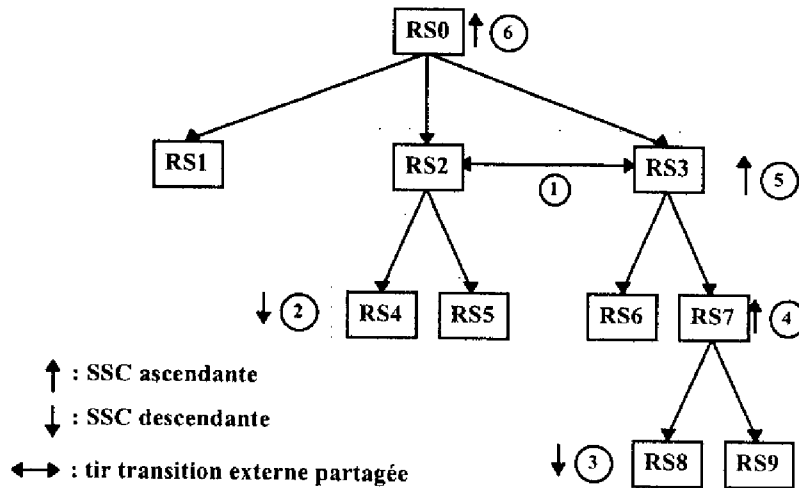 RS0 6
RS1 RS2 RS3 5
1
2 RS4 RS5 RS6 RS7 4
: SSC ascendante
: SSC descendante
3 RS8 RS9
: tir transition externe partagée